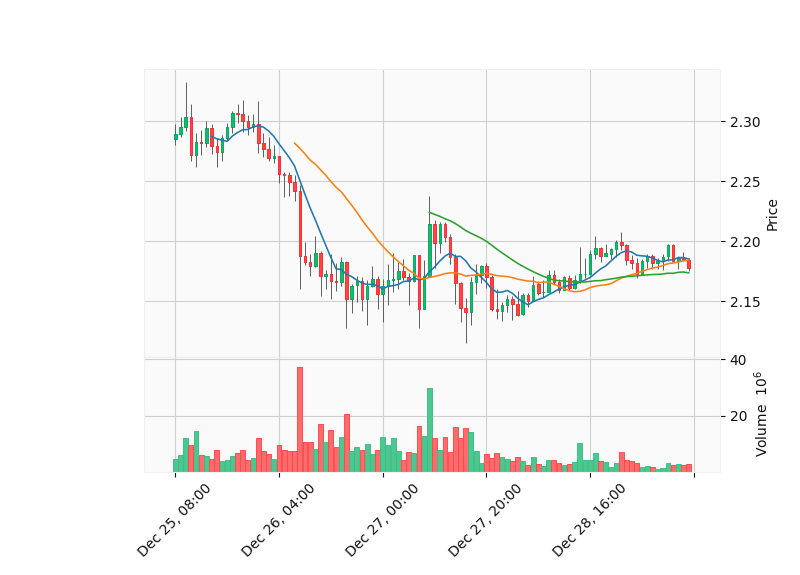 2.30
2.25
2.20
2.15
Price
40
20
Volume 10^6
Dec 25, 08:00
Dec 26, 04:00
Dec 27, 00:00
Dec 27, 20:00
Dec 28, 16:00